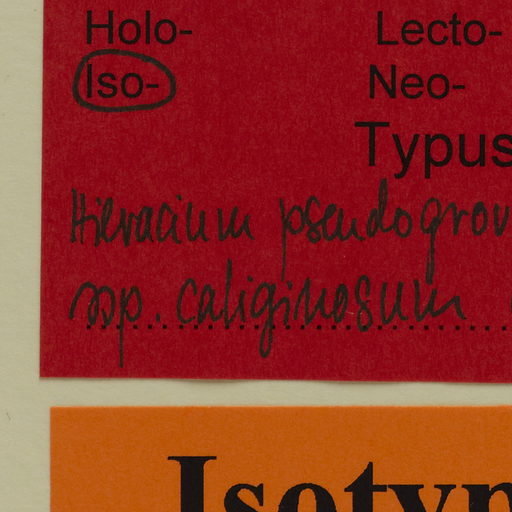 Holo- Lecto-
Iso- Neo-
Typus
Hieracium pseudogrov
ssp. caliginosum
Isotyp